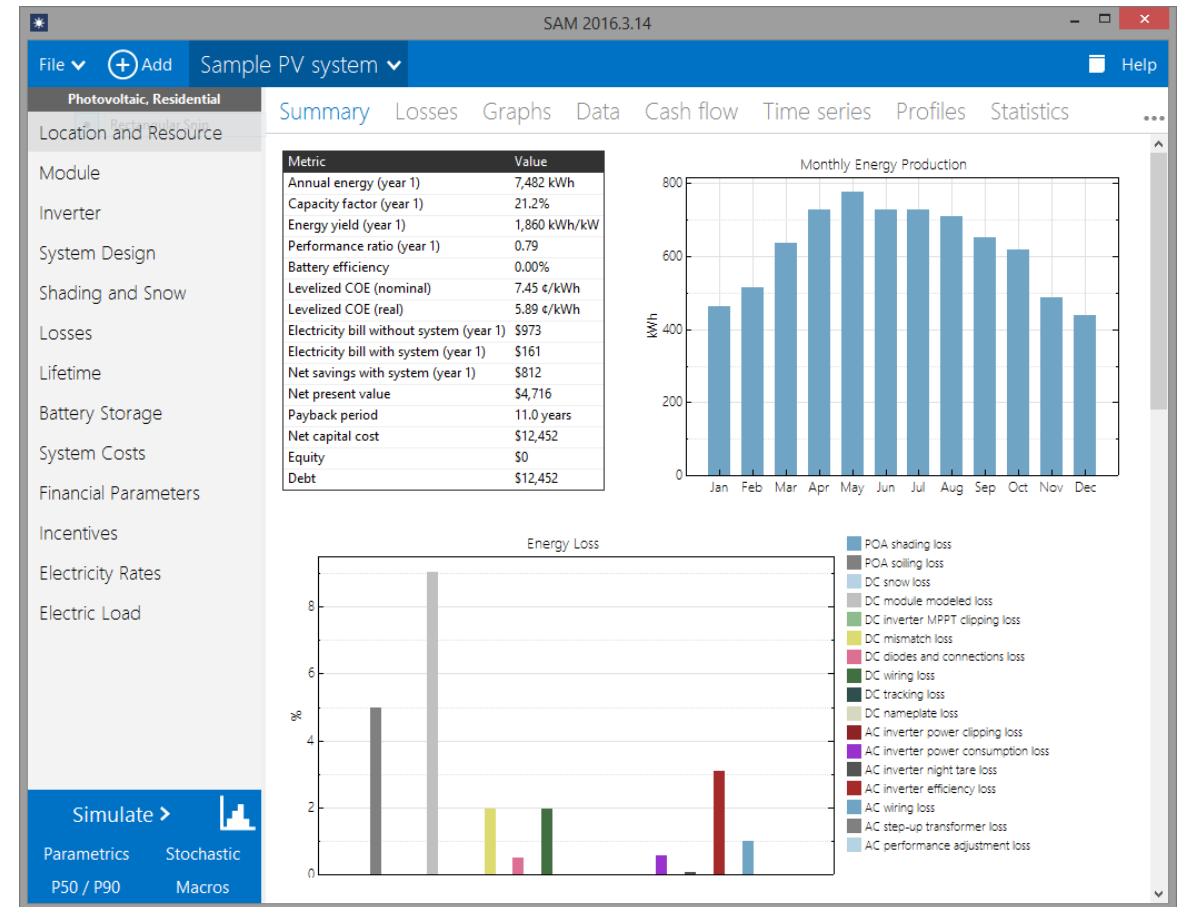 SAM 2016.3.14
File Add Sample PV system Help
Photovoltaic, Residential
Rectangular Snip
Location and Resource
Module
Inverter
System Design
Shading and Snow
Losses
Lifetime
Battery Storage
System Costs
Financial Parameters
Incentives
Electricity Rates
Electric Load
Simulate >
Parametrics Stochastic
P50 / P90 Macros
Summary Losses Graphs Data Cash flow Time series Profiles Statistics ...
Metric Value
Annual energy (year 1) 7,482 kWh
Capacity factor (year 1) 21.2%
Energy yield (year 1) 1,860 kWh/kW
Performance ratio (year 1) 0.79
Battery efficiency 0.00%
Levelized COE (nominal) 7.45 ¢/kWh
Levelized COE (real) 5.89 ¢/kWh
Electricity bill without system (year 1) $973
Electricity bill with system (year 1) $161
Net savings with system (year 1) $812
Net present value $4,716
Payback period 11.0 years
Net capital cost $12,452
Equity $0
Debt $12,452
Monthly Energy Production
800
600
400
200
0
kWh
Jan Feb Mar Apr May Jun Jul Aug Sep Oct Nov Dec
Energy Loss
8
6
4
2
0
%
POA shading loss
POA soiling loss
DC snow loss
DC module modeled loss
DC inverter MPPT clipping loss
DC mismatch loss
DC diodes and connections loss
DC wiring loss
DC tracking loss
DC nameplate loss
AC inverter power clipping loss
AC inverter power consumption loss
AC inverter night tare loss
AC inverter efficiency loss
AC wiring loss
AC step-up transformer loss
AC performance adjustment loss